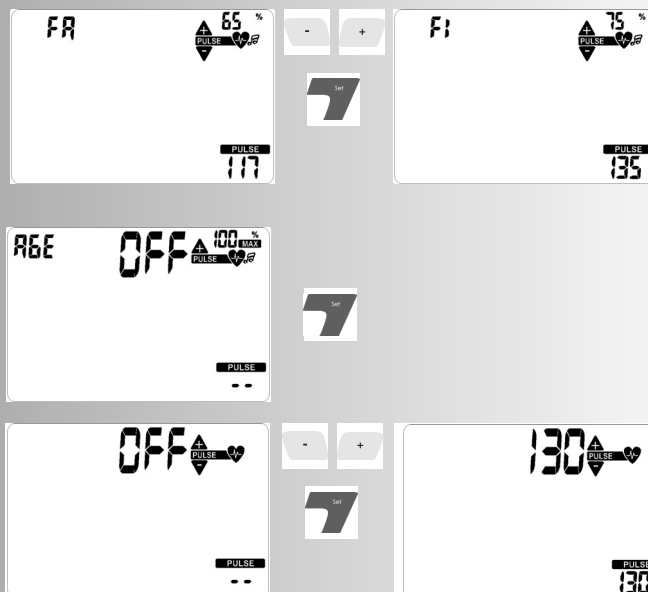 FA 65 % - + FI 75 %
PULSE PULSE
Set
PULSE PULSE
117 135
AGE OFF 100 %
MAX
PULSE
Set
PULSE
--
OFF - + 130
PULSE PULSE
Set
PULSE PULSE
-- 130